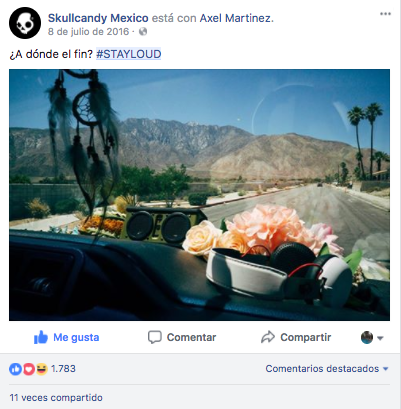 Skullcandy Mexico está con Axel Martinez.
8 de julio de 2016 ·
¿A dónde el fin? #STAYLOUD
Me gusta Comentar Compartir
1.783 Comentarios destacados
11 veces compartido